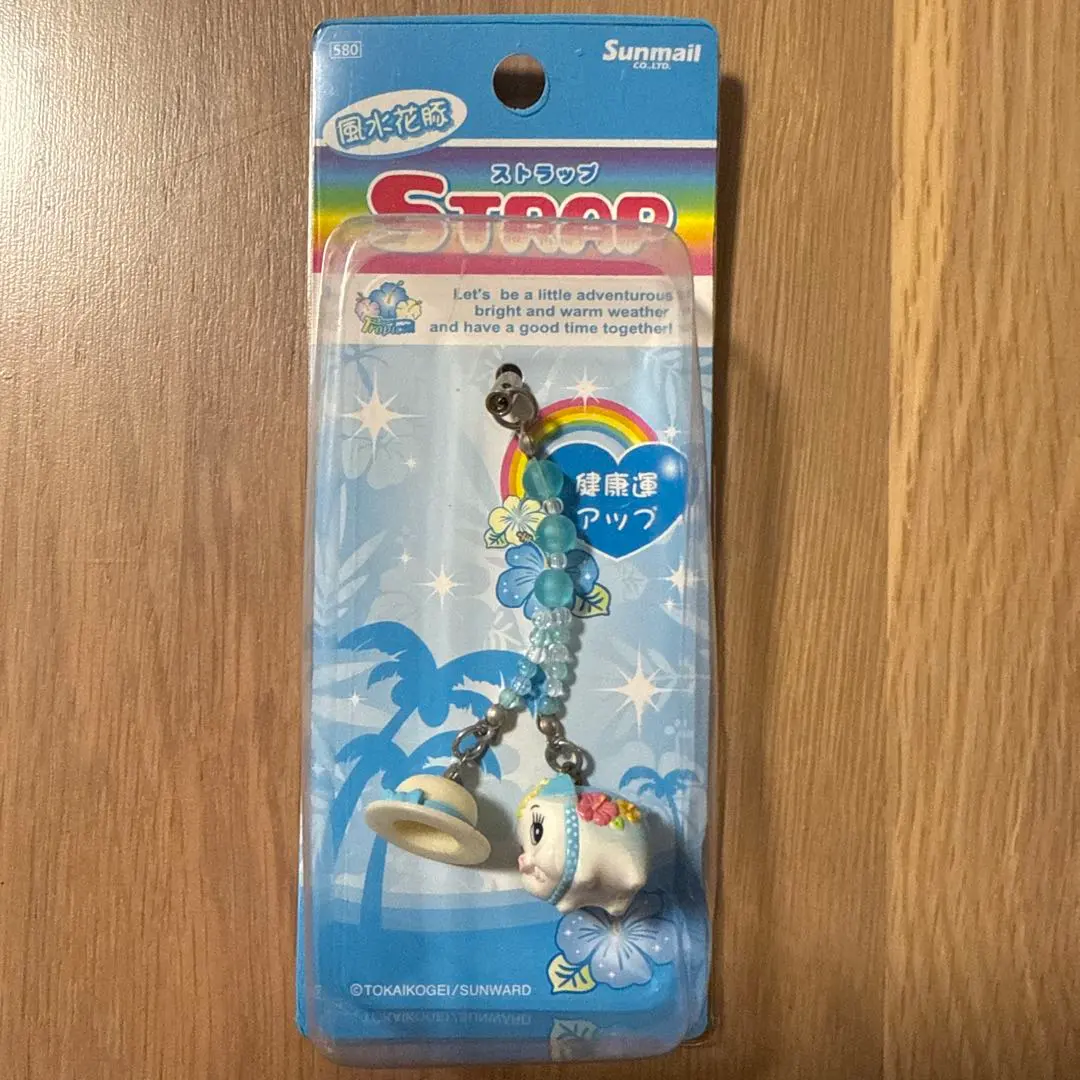 580
Sunmail
CO.,LTD.
風水花豚
ストラップ
STRAP
Tropical
Let's be a little adventurous
bright and warm weather
and have a good time together!
健康運
アップ
©TOKAIKOGEI/SUNWARD